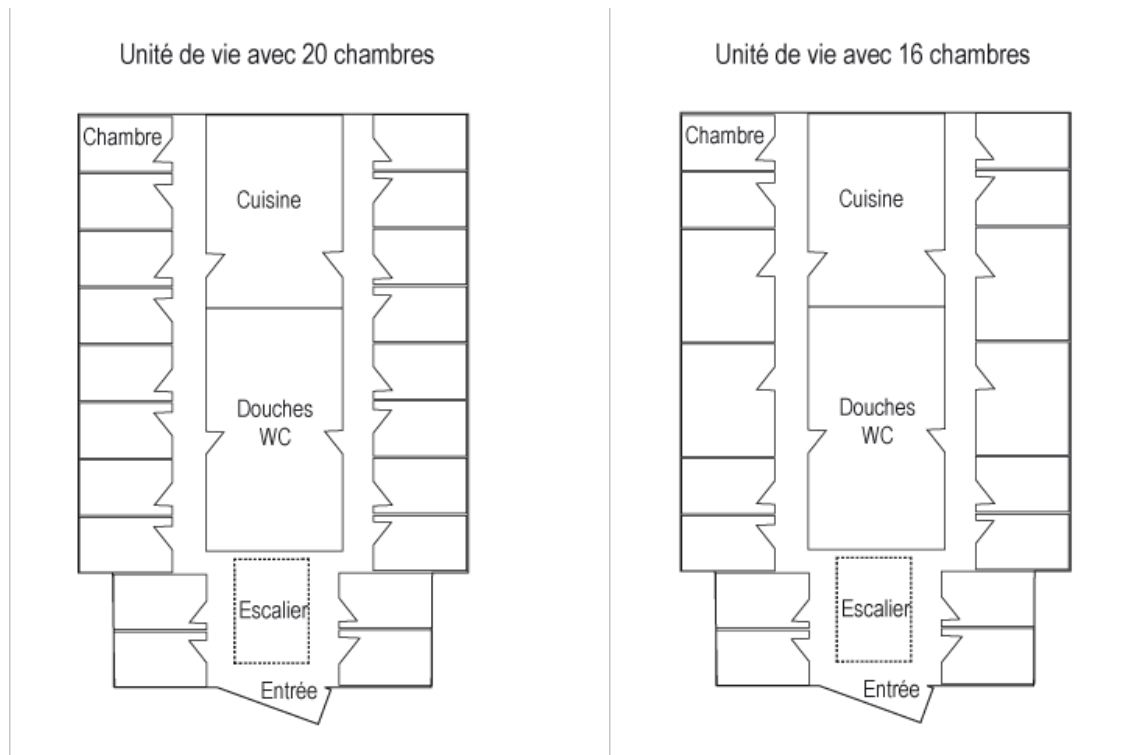 Unité de vie avec 20 chambres
Chambre
Cuisine
Douches
WC
Escalier
Entrée
Unité de vie avec 16 chambres
Chambre
Cuisine
Douches
WC
Escalier
Entrée